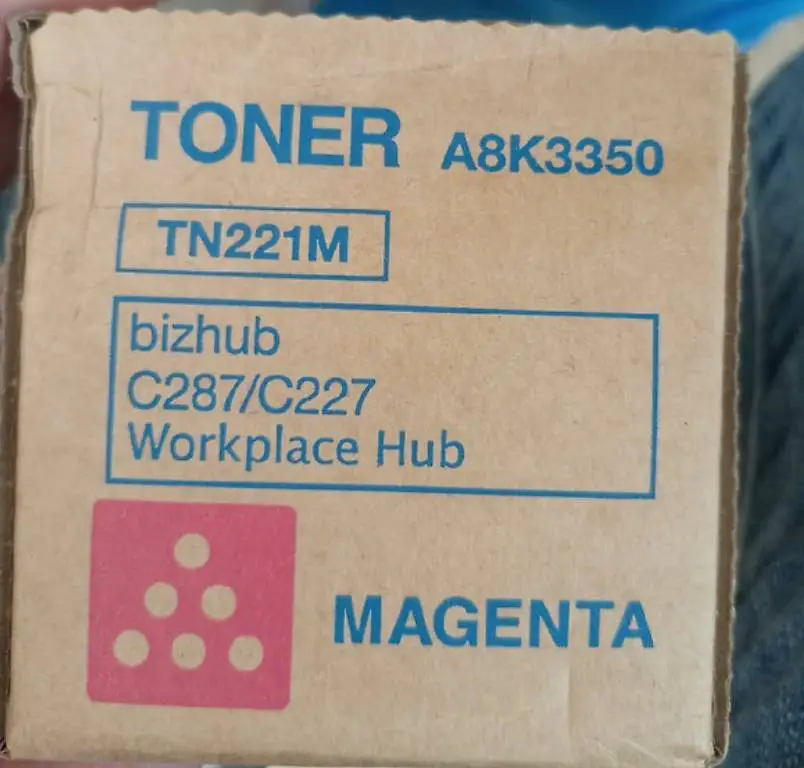 TONER A8K3350
TN221M
bizhub
C287/C227
Workplace Hub
MAGENTA